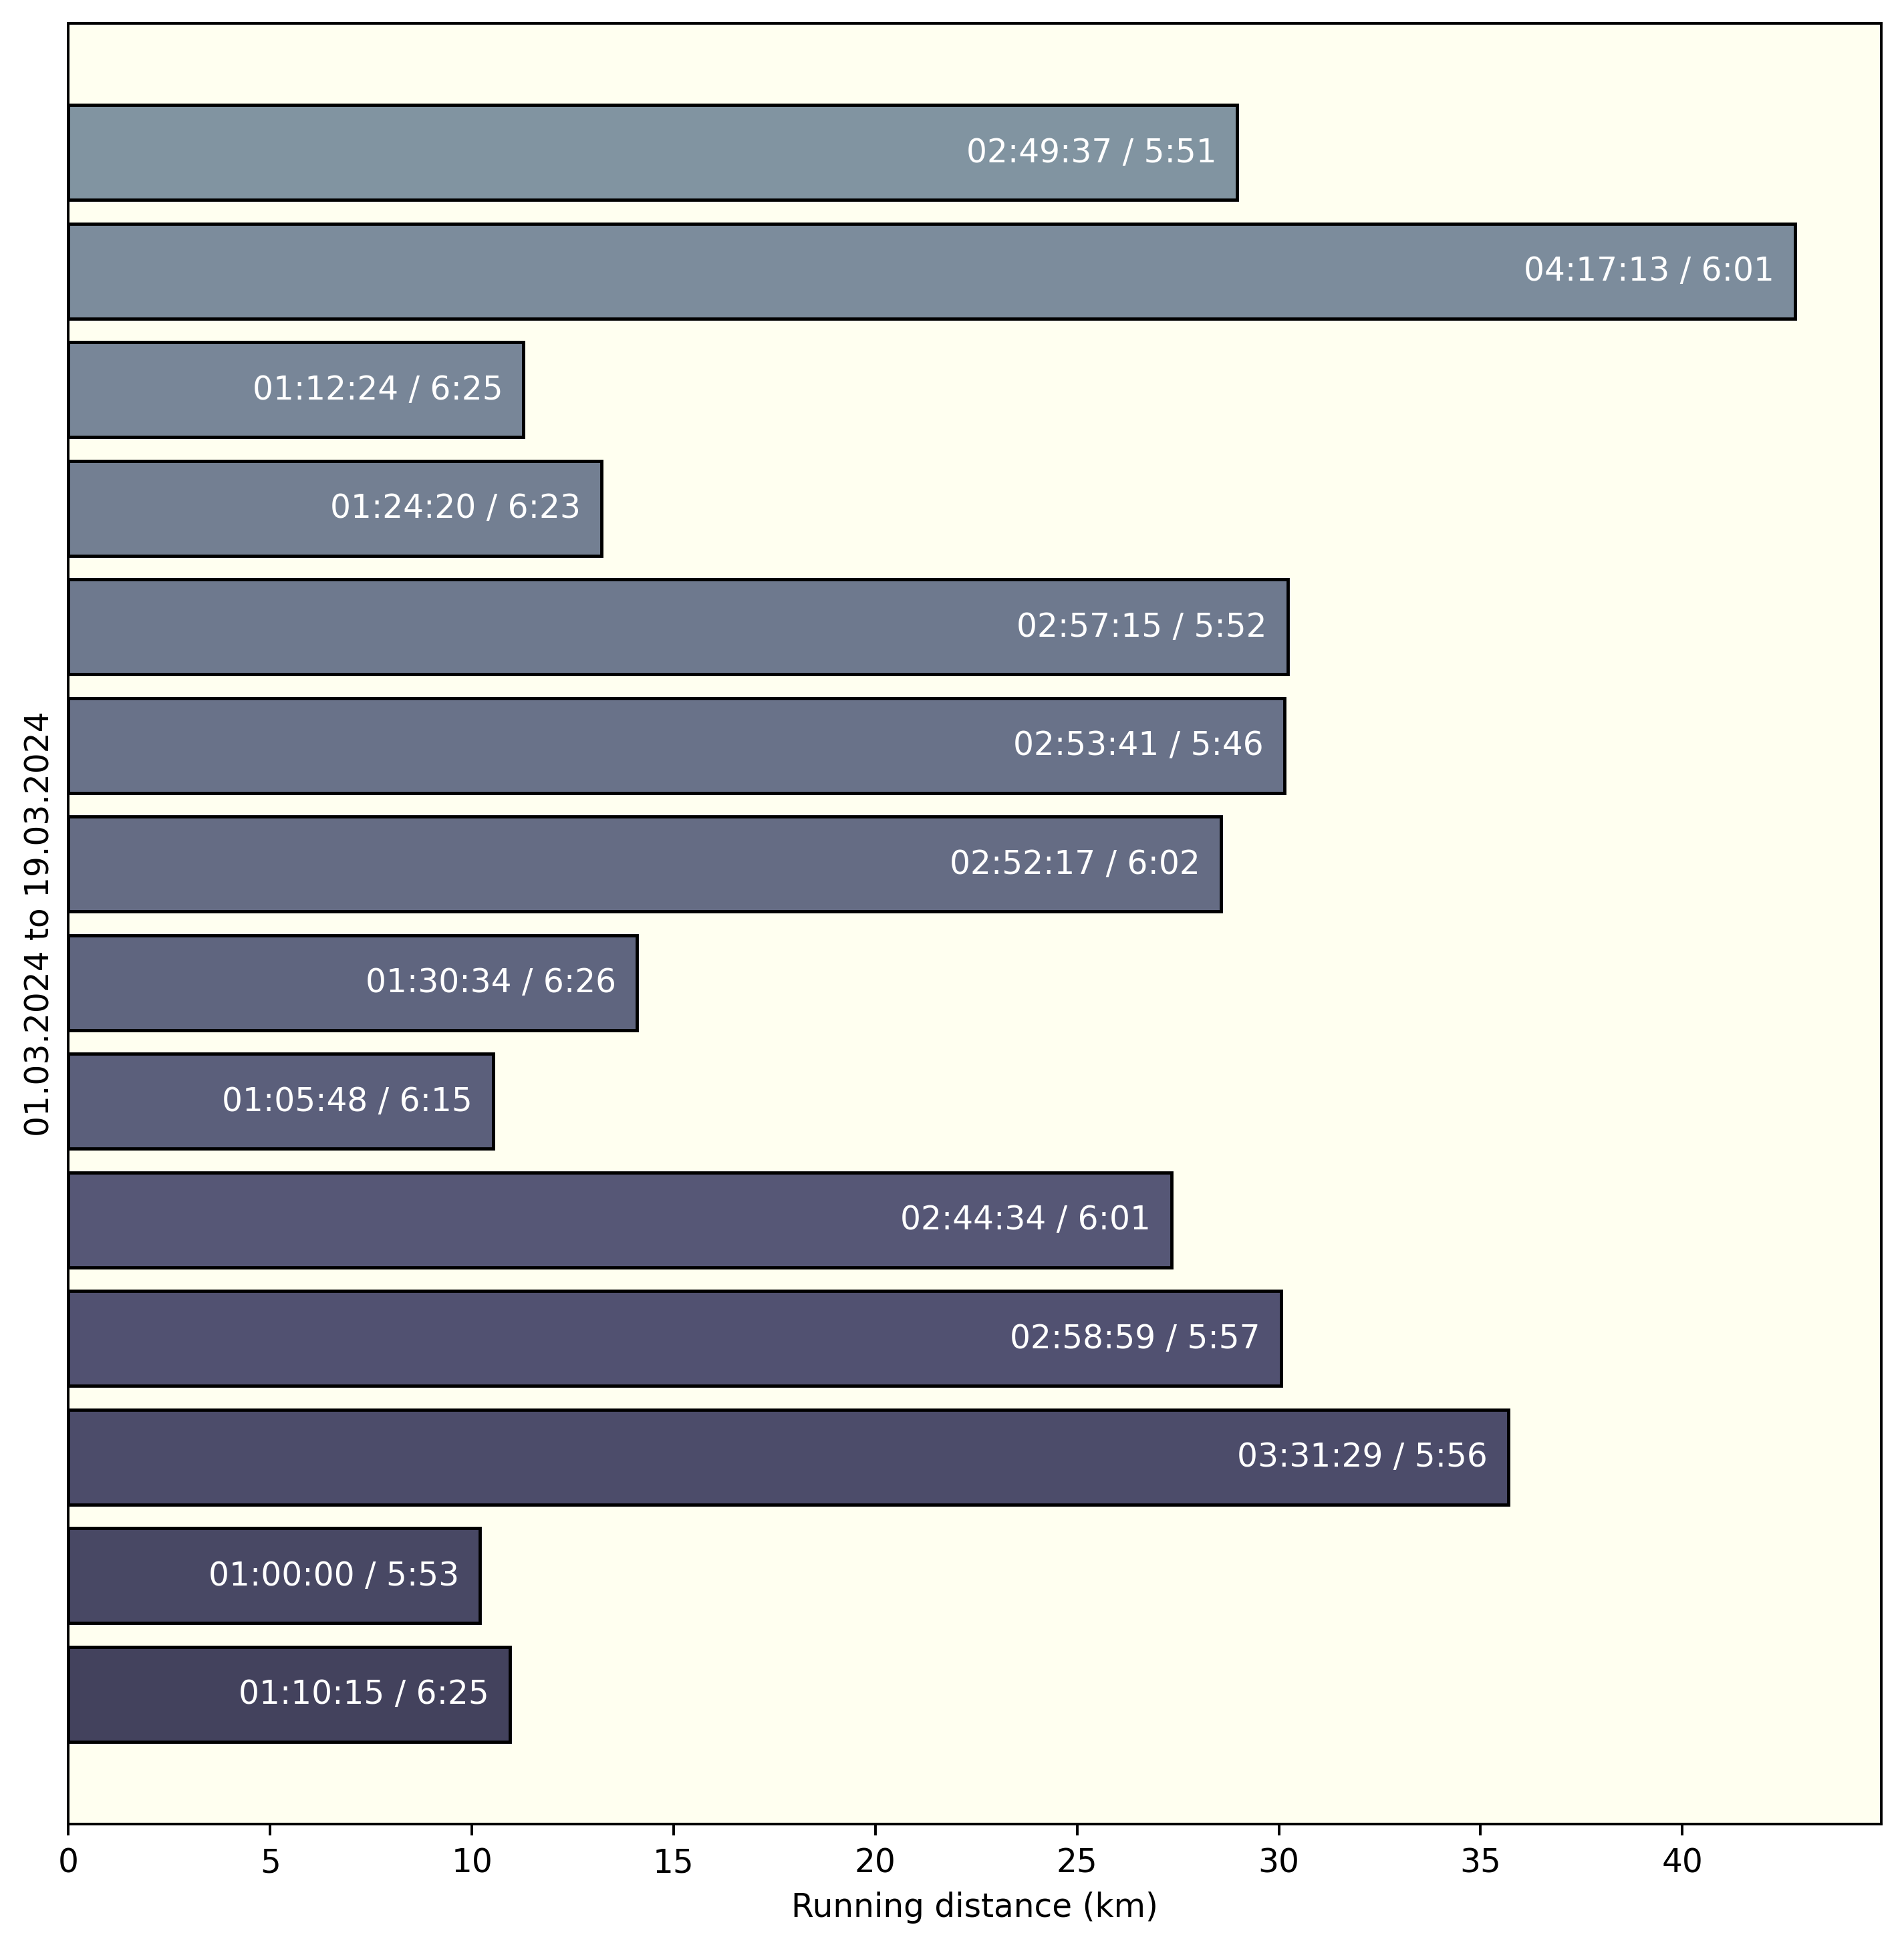 02:49:37 / 5:51
04:17:13 / 6:01
01:12:24 / 6:25
01:24:20 / 6:23
02:57:15 / 5:52
02:53:41 / 5:46
02:52:17 / 6:02
01:30:34 / 6:26
01:05:48 / 6:15
02:44:34 / 6:01
02:58:59 / 5:57
03:31:29 / 5:56
01:00:00 / 5:53
01:10:15 / 6:25
01.03.2024 to 19.03.2024
0 5 10 15 20 25 30 35 40
Running distance (km)